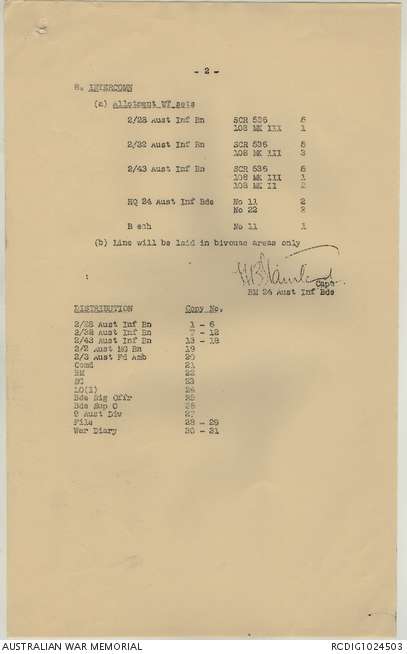 - 2 -
8. INTERCOMN
(a) Allotment WT sets
2/28 Aust Inf Bn SCR 536 6
108 MK III 1
2/32 Aust Inf Bn SCR 536 6
108 MK III 3
2/43 Aust Inf Bn SCR 536 6
108 MK III 1
108 MK II 2
HQ 24 Aust Inf Bde No 11 2
No 22 2
B ech No 11 1
(b) Line will be laid in bivouac areas only
Capt
BM 24 Aust Inf Bde
DISTRIBUTION Copy No.
2/28 Aust Inf Bn 1 - 6
2/32 Aust Inf Bn 7 - 12
2/43 Aust Inf Bn 13 - 18
2/2 Aust MG Bn 19
2/3 Aust Fd Amb 20
Comd 21
BM 22
SC 23
LO(1) 24
Bde Sig Offr 25
Bde Sup O 26
9 Aust Div 27
File 28 - 29
War Diary 30 - 31
AUSTRALIAN WAR MEMORIAL
RCDIG1024503